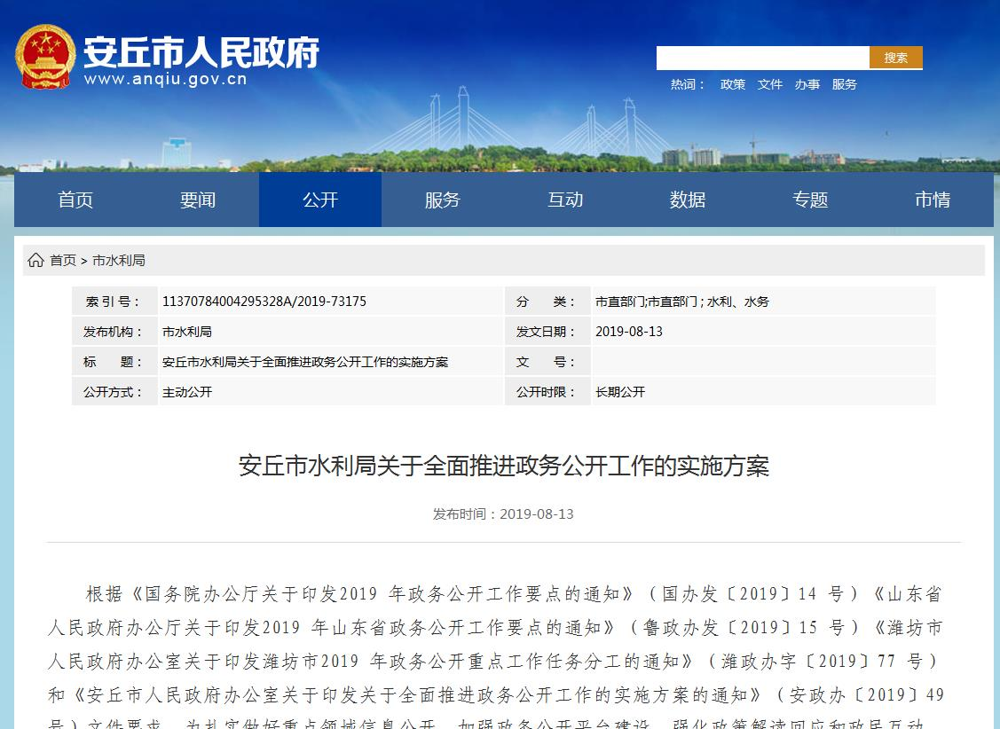 安丘市人民政府
www.anqiu.gov.cn
搜索
热词： 政策 文件 办事 服务
首页 要闻 公开 服务 互动 数据 专题 市情
首页 > 市水利局
索 引 号： 11370784004295328A/2019-73175 分 类： 市直部门;市直部门 ; 水利、水务
发布机构： 市水利局 发文日期： 2019-08-13
标 题： 安丘市水利局关于全面推进政务公开工作的实施方案 文 号：
公开方式： 主动公开 公开时限： 长期公开
安丘市水利局关于全面推进政务公开工作的实施方案
发布时间：2019-08-13
根据《国务院办公厅关于印发2019 年政务公开工作要点的通知》（国办发〔2019〕14 号）《山东省
人民政府办公厅关于印发2019 年山东省政务公开工作要点的通知》（鲁政办发〔2019〕15 号）《潍坊市
人民政府办公室关于印发潍坊市2019 年政务公开重点工作任务分工的通知》（潍政办字〔2019〕77 号）
和《安丘市人民政府办公室关于印发关于全面推进政务公开工作的实施方案的通知》（安政办〔2019〕49
号）文件要求，为扎实做好重点领域信息公开，加强政务公开平台建设，强化政策解读回应和政民互动，